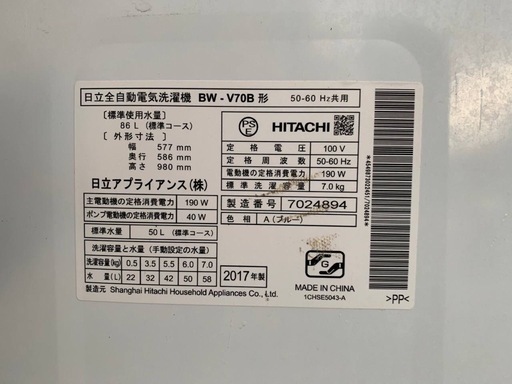 日立全自動電気洗濯機 BW - V70B 形 50-60 Hz共用
〔標準使用水量〕
86 L (標準コース)
〔外形寸法〕
幅 577 mm
奥行 586 mm
高さ 980 mm
日立アプライアンス(株)
主電動機の定格消費電力 190 W
ポンプ電動機の定格消費電力 40 W
標準水量 50 L (標準コース)
洗濯容量と水量 (手動設定の水量)
洗濯容量(kg) 0.5 3.5 5.5 6.0 7.0
水量(L) 22 32 42 50 58
2017年製
PSE HITACHI
定格電圧 100 V
定格周波数 50-60 Hz
定格消費電力 190 W
標準洗濯容量 7.0kg
製造番号 7024894
色相 A (ブルー)
G
MADE IN CHINA
1CHSE5043-A
製造元 Shanghai Hitachi Household Appliances Co., Ltd.
>PP<